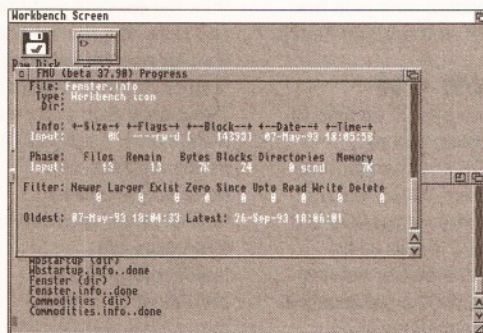 Workbench Screen
Ram Disk
FMU (beta 37.90) Progress
File: Fenster.info
Type: Workbench icon
Dir:
Info: +-Size-+ +-Flags-+ +--Block--+ +--Date--+ +-Time-+
Input: 0K ----rw-d [ 14393] 07-May-93 18:05:58
Phase: Files Remain Bytes Blocks Directories Memory
Input: 13 13 7K 24 0 scnd 7K
Filter: Newer Larger Exist Zero Since Upto Read Write Delete
0 0 0 0 0 0 0 0 0
Oldest: 07-May-93 18:04:33 Latest: 26-Sep-93 18:06:01
Wbstartup (dir)
Wbstartup.info..done
Fenster (dir)
Fenster.info..done
Commodities (dir)
Commodities.info..done